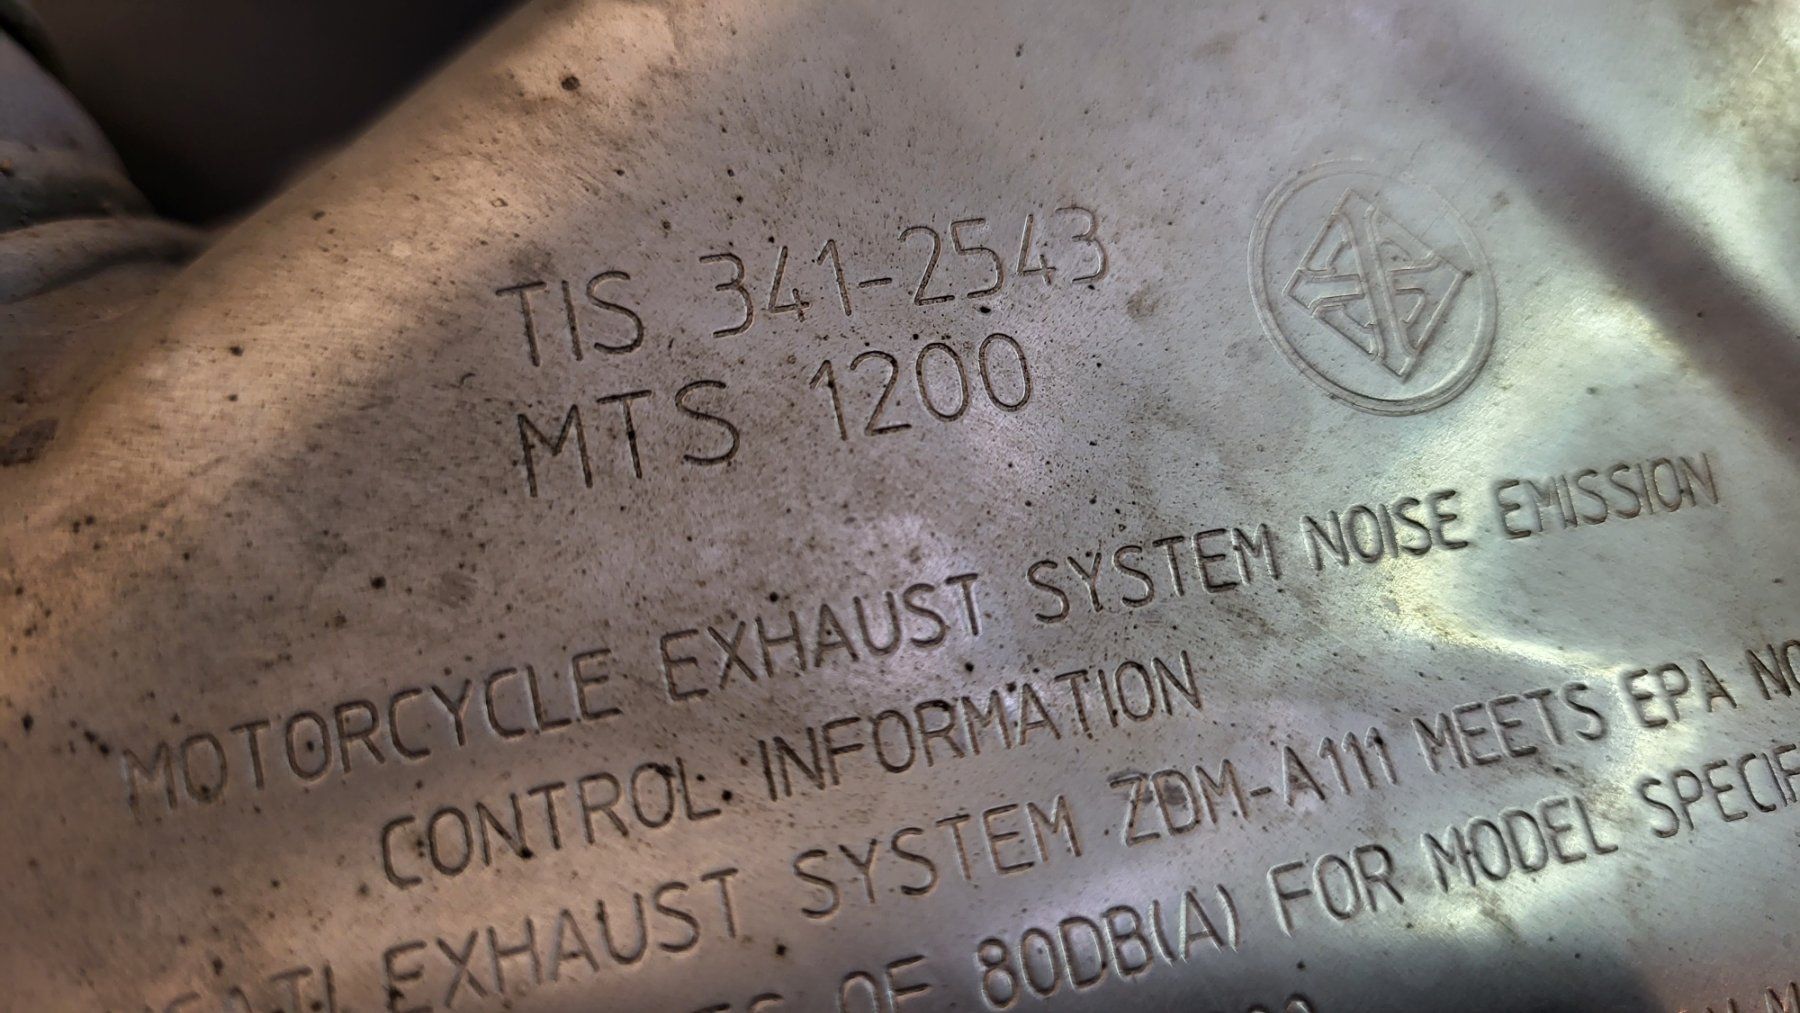 TIS 341-2543
MTS 1200
MOTORCYCLE EXHAUST SYSTEM NOISE EMISSION
CONTROL INFORMATION
EXHAUST SYSTEM ZDM-A111 MEETS EPA
OF 80DB(A) FOR MODEL